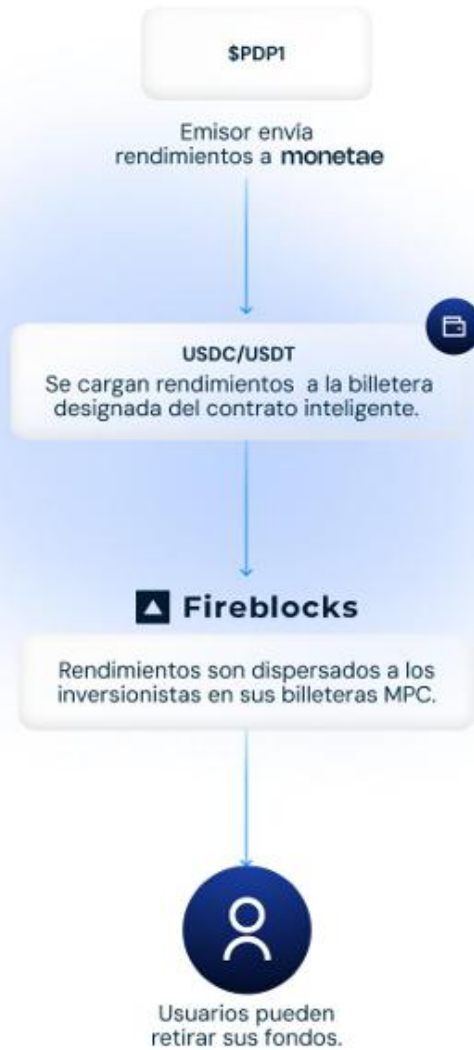 $PDP1
Emisor envía
rendimientos a monetae
USDC/USDT
Se cargan rendimientos a la billetera
designada del contrato inteligente.
Fireblocks
Rendimientos son dispersados a los
inversionistas en sus billeteras MPC.
Usuarios pueden
retirar sus fondos.